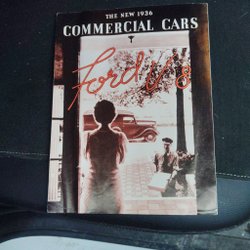 THE NEW 1936
COMMERCIAL CARS
Ford V-8